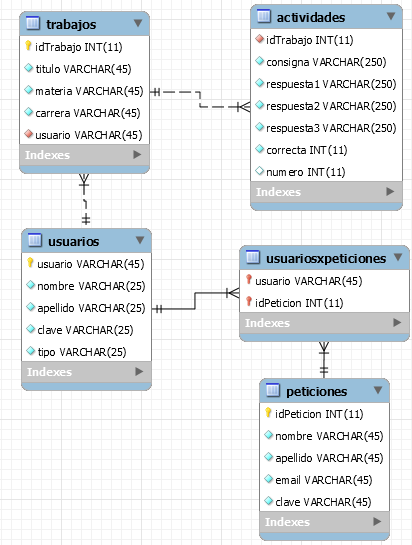 trabajos
idTrabajo INT(11)
titulo VARCHAR(45)
materia VARCHAR(45)
carrera VARCHAR(45)
usuario VARCHAR(45)
Indexes
actividades
idTrabajo INT(11)
consigna VARCHAR(250)
respuesta1 VARCHAR(250)
respuesta2 VARCHAR(250)
respuesta3 VARCHAR(250)
correcta INT(11)
numero INT(11)
Indexes
usuarios
usuario VARCHAR(45)
nombre VARCHAR(25)
apellido VARCHAR(25)
clave VARCHAR(25)
tipo VARCHAR(25)
Indexes
usuariosxpeticiones
usuario VARCHAR(45)
idPeticion INT(11)
Indexes
peticiones
idPeticion INT(11)
nombre VARCHAR(45)
apellido VARCHAR(45)
email VARCHAR(45)
clave VARCHAR(45)
Indexes